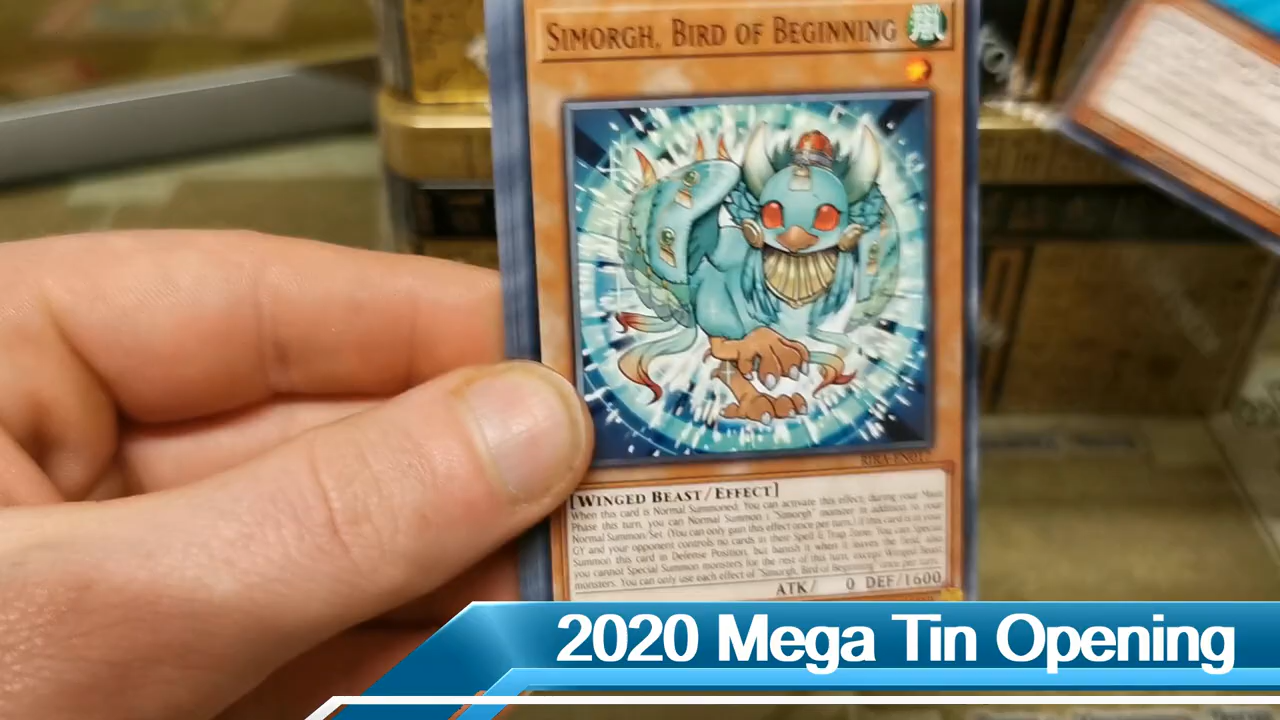 SIMORGH, BIRD OF BEGINNING
RIRA-EN017
[WINGED BEAST/EFFECT]
When this card is Normal Summoned: You can activate this effect; during your Main
Phase this turn, you can Normal Summon 1 "Simorgh" monster in addition to your
Normal Summon/Set. (You can only gain this effect once per turn.) If this card is in your
GY and your opponent controls no cards in their Spell & Trap Zone: You can Special
Summon this card in Defense Position, but banish it when it leaves the field, also
you cannot Special Summon monsters for the rest of this turn, except Winged Beast
monsters. You can only use each effect of "Simorgh, Bird of Beginning" once per turn.
ATK/ 0 DEF/1600
2020 Mega Tin Opening